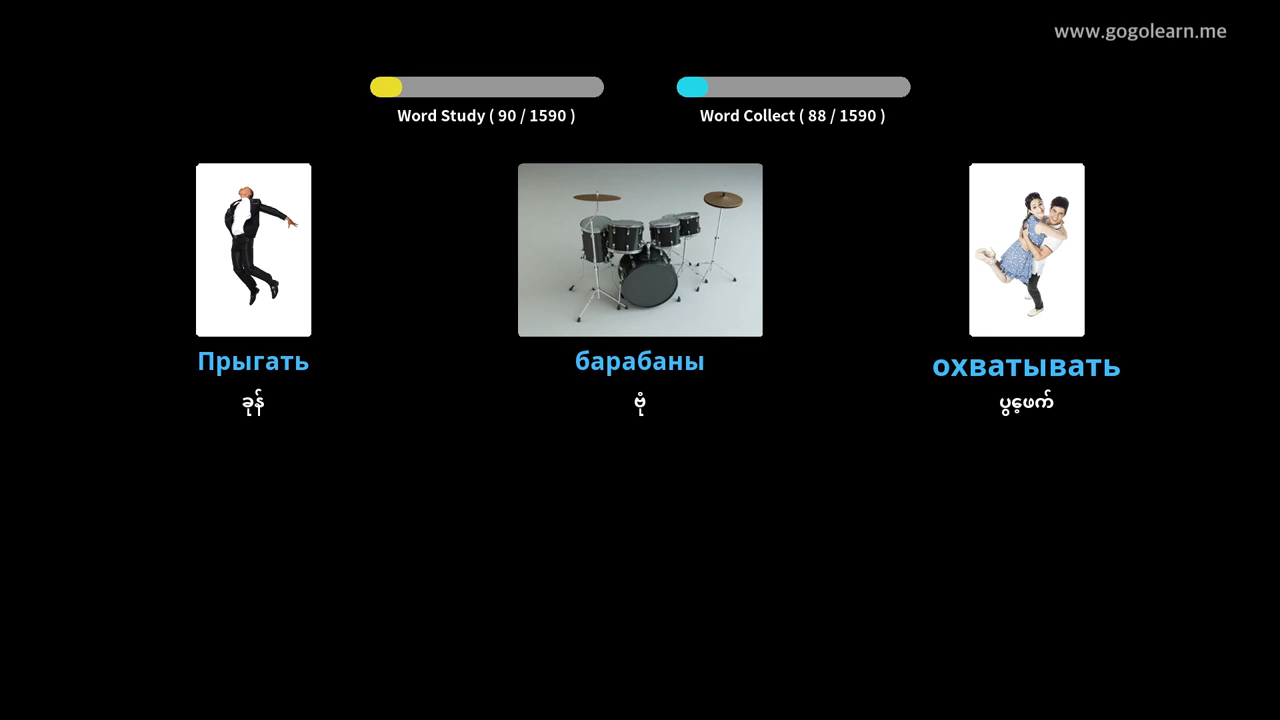 www.gogolearn.me
Word Study ( 90 / 1590 )
Word Collect ( 88 / 1590 )
Прыгать
барабаны
охватывать
ခုန်
ဗုံ
ပွေ့ဖက်